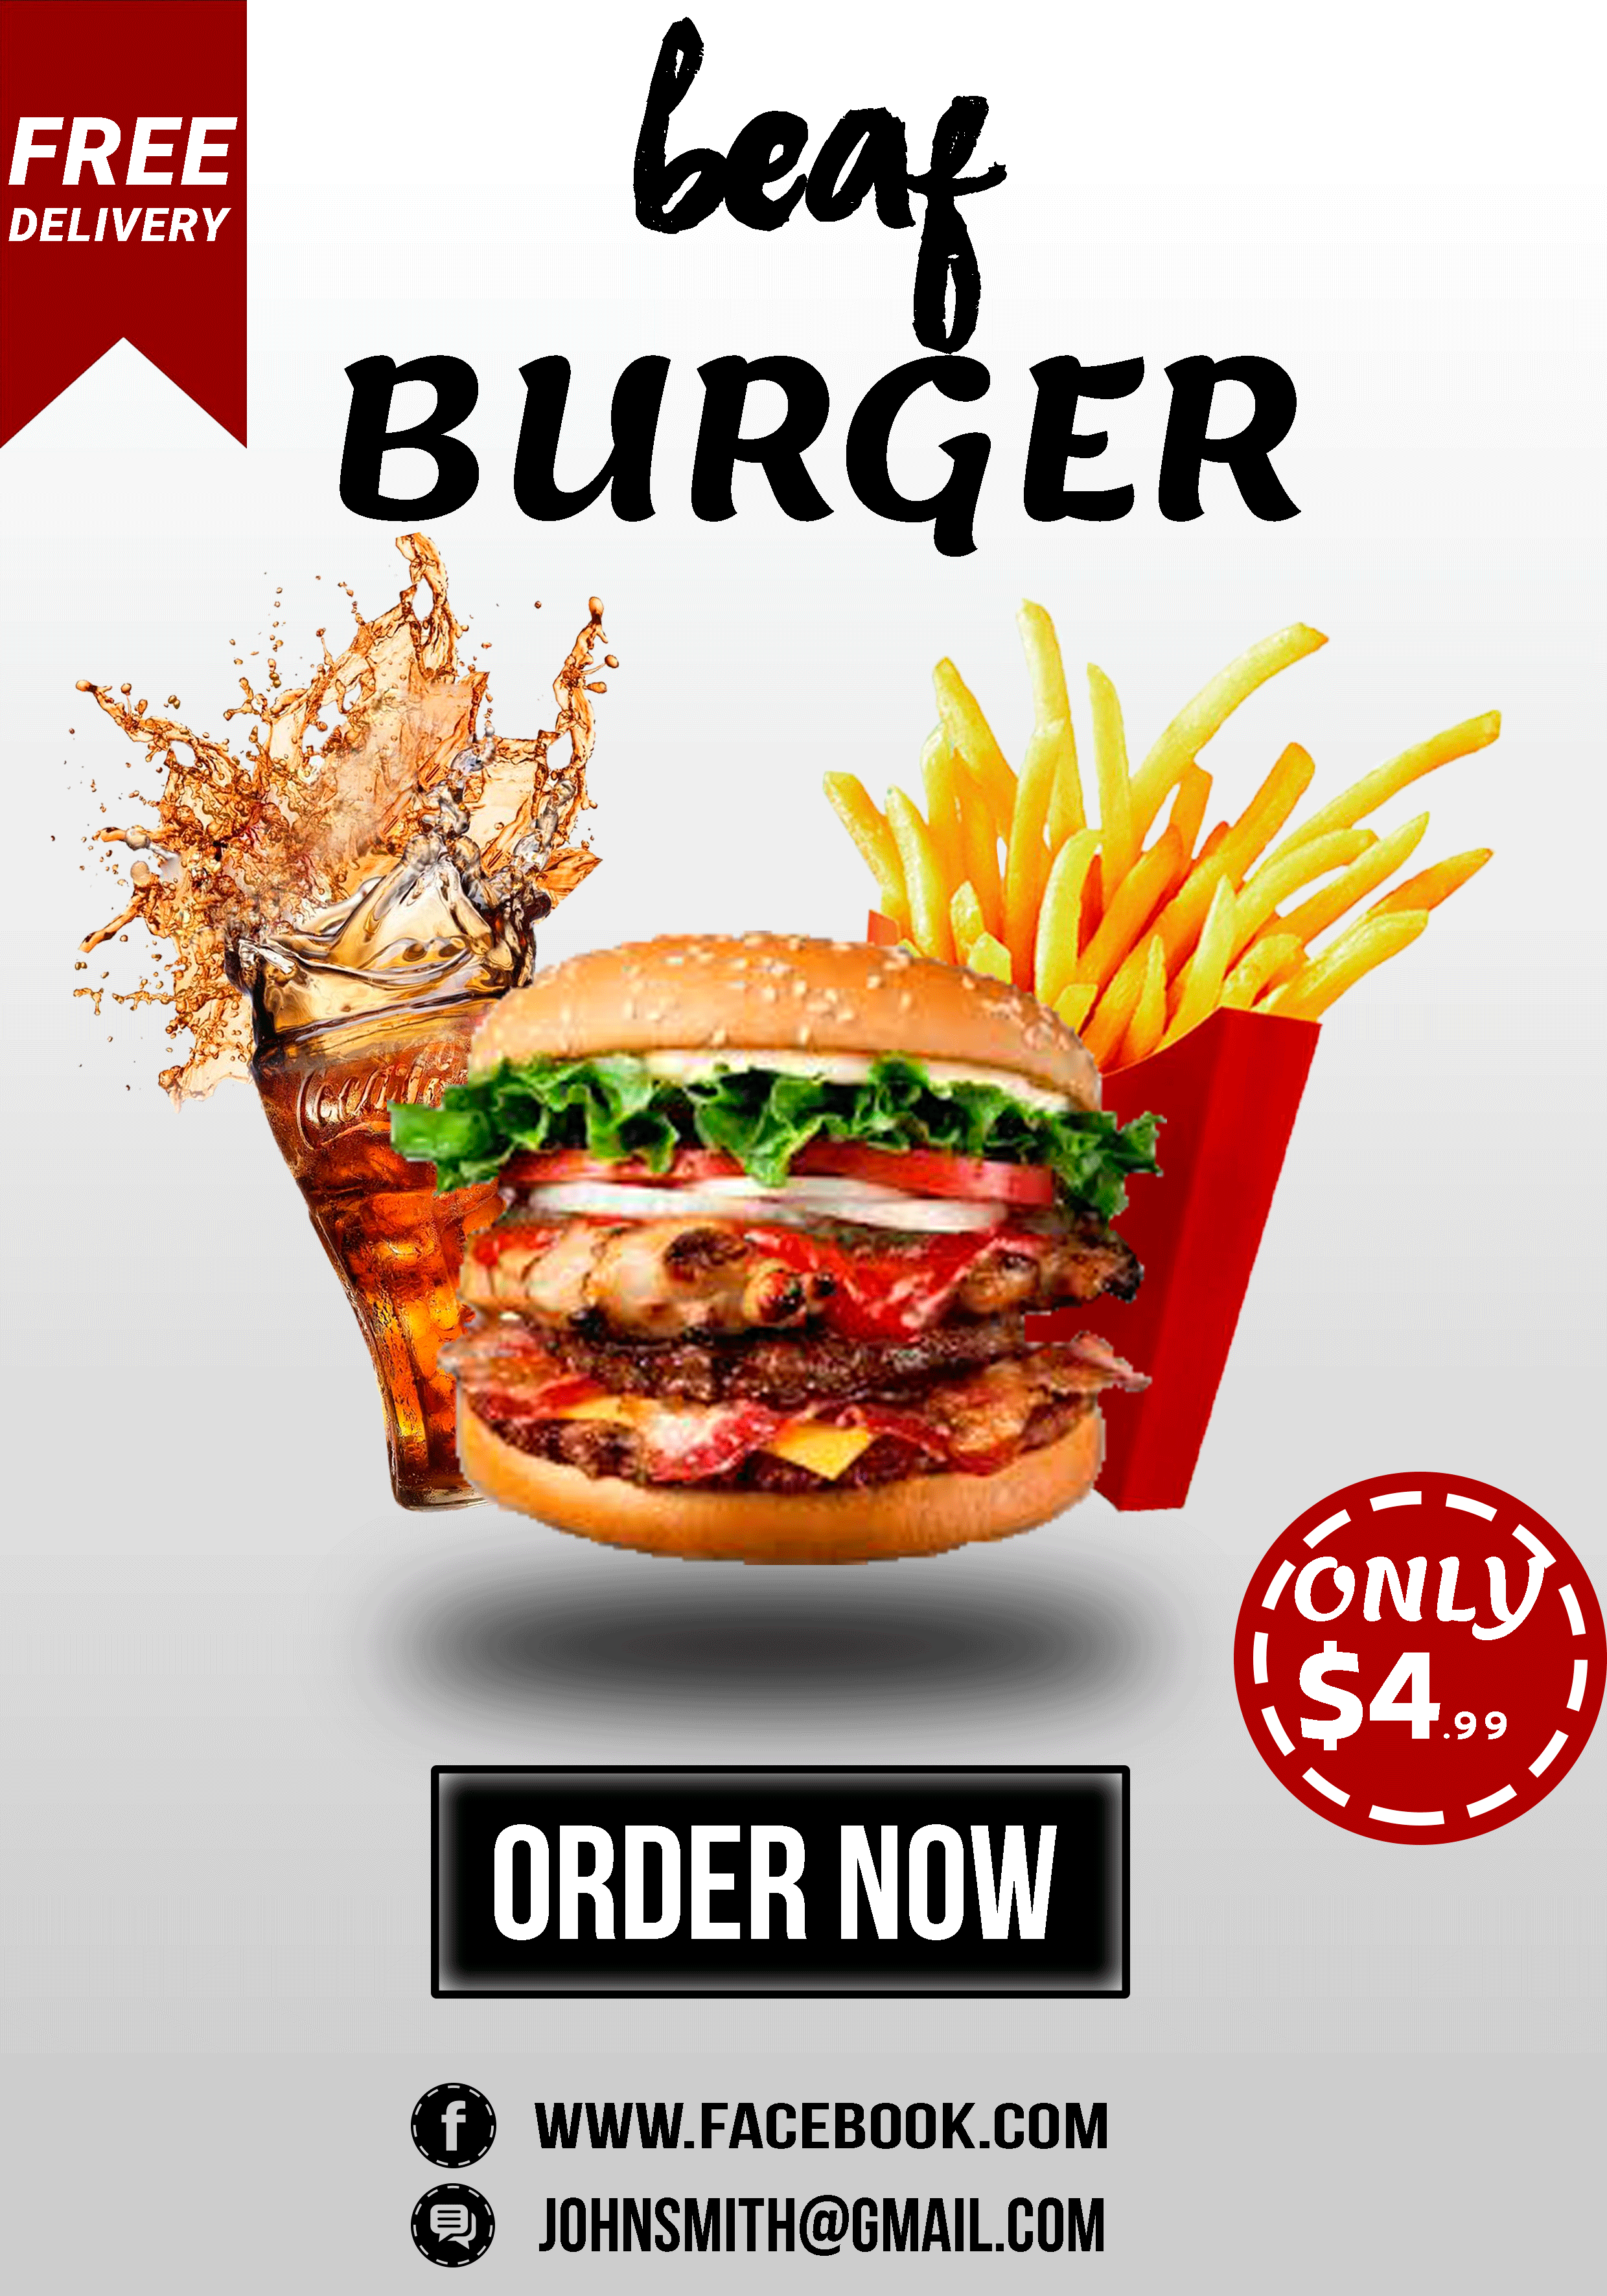 FREE
DELIVERY
beaf
BURGER
ONLY
$4.99
ORDER NOW
WWW.FACEBOOK.COM
JOHNSMITH@GMAIL.COM